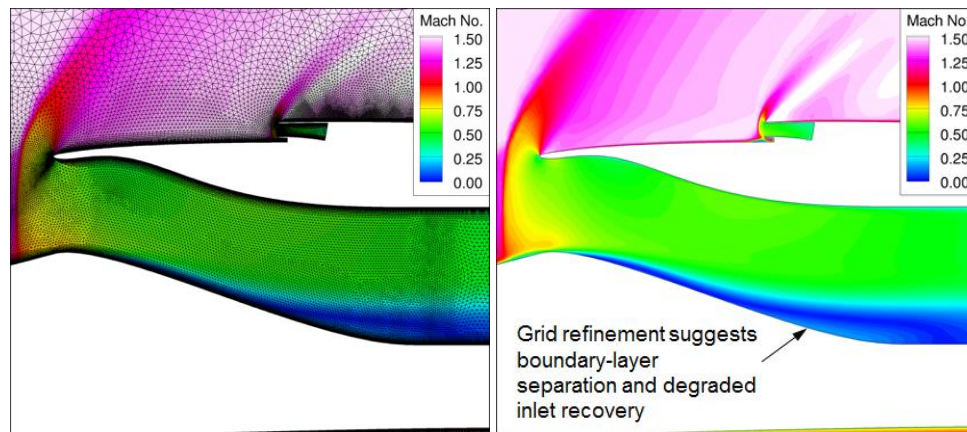 Mach No.
1.50
1.25
1.00
0.75
0.50
0.25
0.00
Mach No.
1.50
1.25
1.00
0.75
0.50
0.25
0.00
Grid refinement suggests
boundary-layer
separation and degraded
inlet recovery